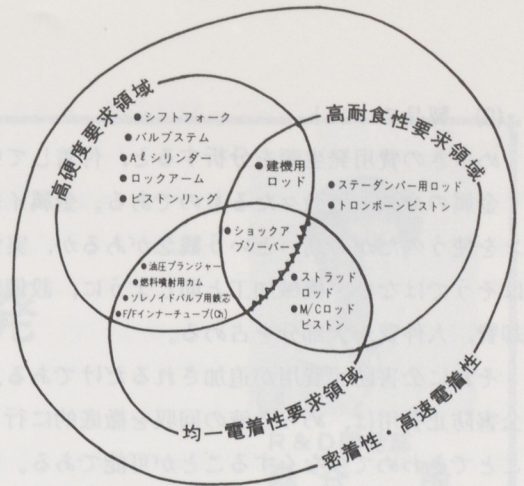 高硬度要求領域
●シフトフォーク
●バルブステム
●Aℓシリンダー
●ロックアーム
●ピストンリング
高耐食性要求領域
●建機用
ロッド
●ステーダンパー用ロッド
●トロンボーンピストン
●ショックア
ブソーバー
●油圧プランジャー
●燃料噴射用カム
●ソレノイドバルブ用鉄芯
●F/Fインナーチューブ(Ch)
●ストラッド
ロッド
●M/Cロッド
ピストン
均一電着性要求領域
密着性・高速電着性